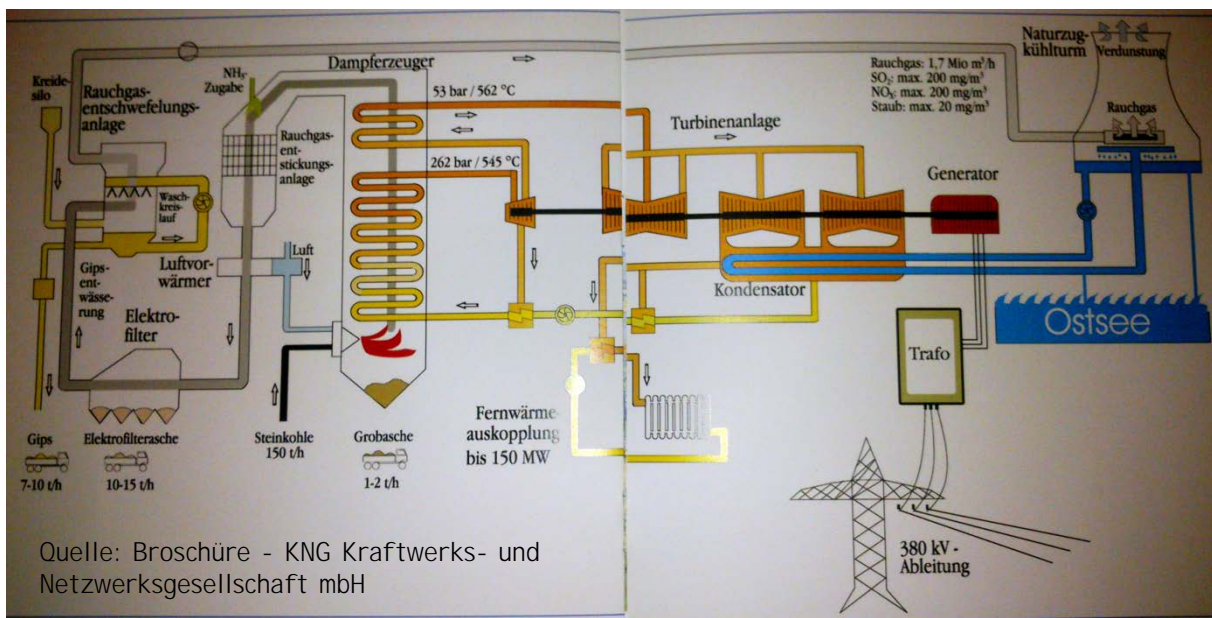 Kreide-
silo
Rauchgas-
entschwefelungs-
anlage
NH₃-
Zugabe
Dampferzeuger
53 bar / 562 °C
262 bar / 545 °C
Rauchgas-
ent-
stickungs-
anlage
Wasch-
kreis-
lauf
Luft
Luftvor-
wärmer
Gips-
ent-
wässe-
rung
Elektro-
filter
Gips
7-10 t/h
Elektrofilterasche
10-15 t/h
Steinkohle
150 t/h
Grobasche
1-2 t/h
Fernwärme-
auskopplung
bis 150 MW
Turbinenanlage
Rauchgas: 1,7 Mio m³/h
SO₂: max. 200 mg/m³
NOₓ: max. 200 mg/m³
Staub: max. 20 mg/m³
Naturzug-
kühlturm
Verdunstung
Rauchgas
Generator
Kondensator
Ostsee
Trafo
380 kV -
Ableitung
Quelle: Broschüre - KNG Kraftwerks- und
Netzwerksgesellschaft mbH